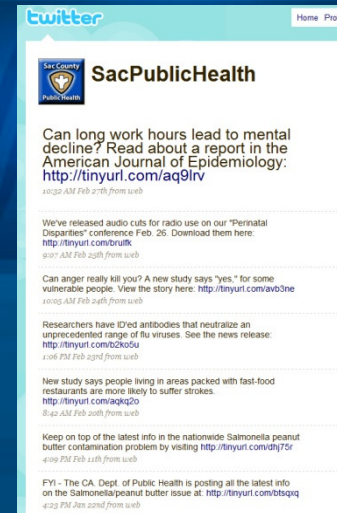 twitter
Home Pro
Sac County
Public Health
SacPublicHealth
Can long work hours lead to mental
decline? Read about a report in the
American Journal of Epidemiology:
http://tinyurl.com/aq9lrv
10:32 AM Feb 27th from web
We've released audio cuts for radio use on our "Perinatal
Disparities" conference Feb. 26. Download them here:
http://tinyurl.com/brulfk
9:07 AM Feb 25th from web
Can anger really kill you? A new study says "yes," for some
vulnerable people. View the story here: http://tinyurl.com/avb3ne
10:05 AM Feb 24th from web
Researchers have ID'ed antibodies that neutralize an
unprecedented range of flu viruses. See the news release:
http://tinyurl.com/b2ko5u
1:06 PM Feb 23rd from web
New study says people living in areas packed with fast-food
restaurants are more likely to suffer strokes.
http://tinyurl.com/aqkq2o
8:42 AM Feb 20th from web
Keep on top of the latest info in the nationwide Salmonella peanut
butter contamination problem by visiting http://tinyurl.com/dhj75r
4:09 PM Feb 11th from web
FYI - The CA. Dept. of Public Health is posting all the latest info
on the Salmonella/peanut butter issue at: http://tinyurl.com/btsqxq
4:23 PM Jan 22nd from web